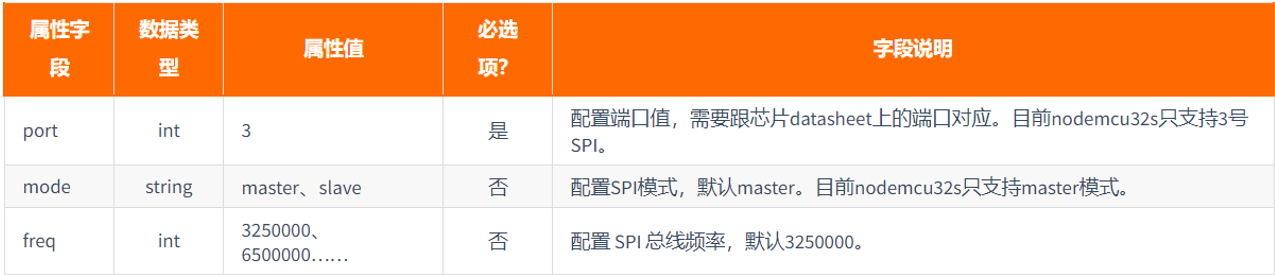 属性字段 数据类型 属性值 必选项？ 字段说明
port int 3 是 配置端口值，需要跟芯片datasheet上的端口对应。目前nodemcu32s只支持3号
SPI。
mode string master、slave 否 配置SPI模式，默认master。目前nodemcu32s只支持master模式。
freq int 3250000、
6500000…… 否 配置 SPI 总线频率，默认3250000。